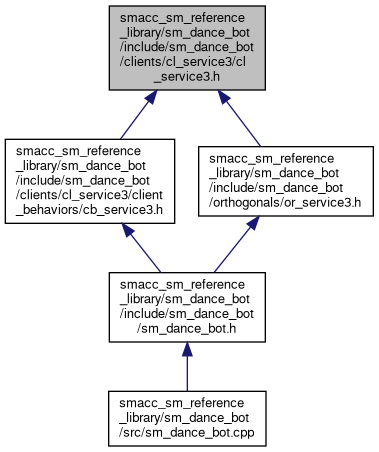 smacc_sm_reference
_library/sm_dance_bot
/include/sm_dance_bot
/clients/cl_service3/cl
_service3.h
smacc_sm_reference
_library/sm_dance_bot
/include/sm_dance_bot
/clients/cl_service3/client
_behaviors/cb_service3.h
smacc_sm_reference
_library/sm_dance_bot
/include/sm_dance_bot
/orthogonals/or_service3.h
smacc_sm_reference
_library/sm_dance_bot
/include/sm_dance_bot
/sm_dance_bot.h
smacc_sm_reference
_library/sm_dance_bot
/src/sm_dance_bot.cpp